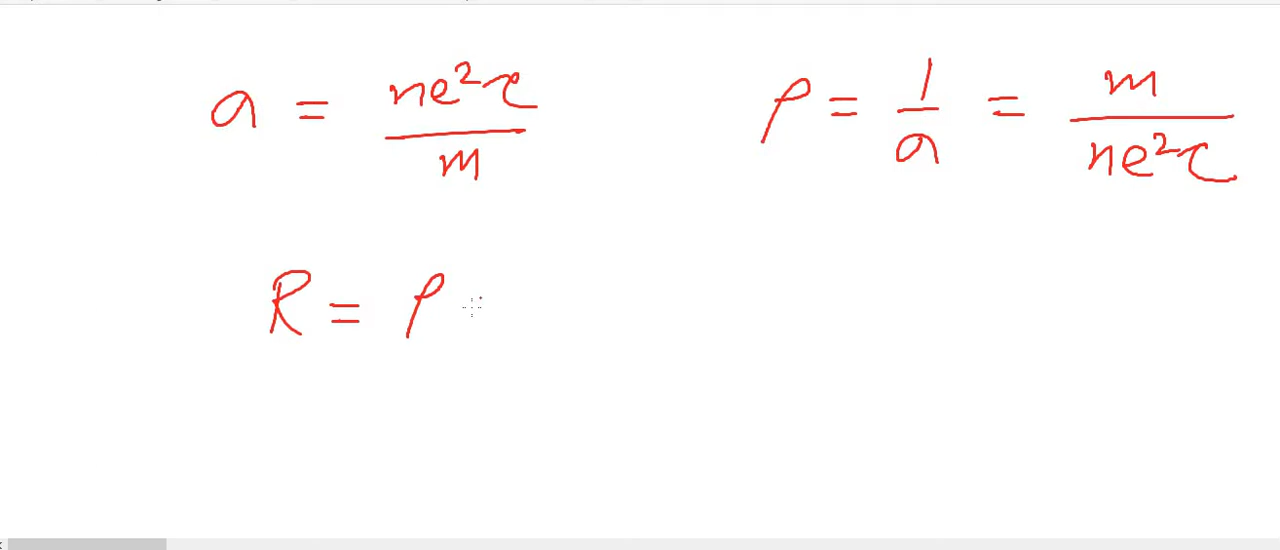 a = ne²τ/m
ρ = 1/a = m/ne²τ
R = ρ